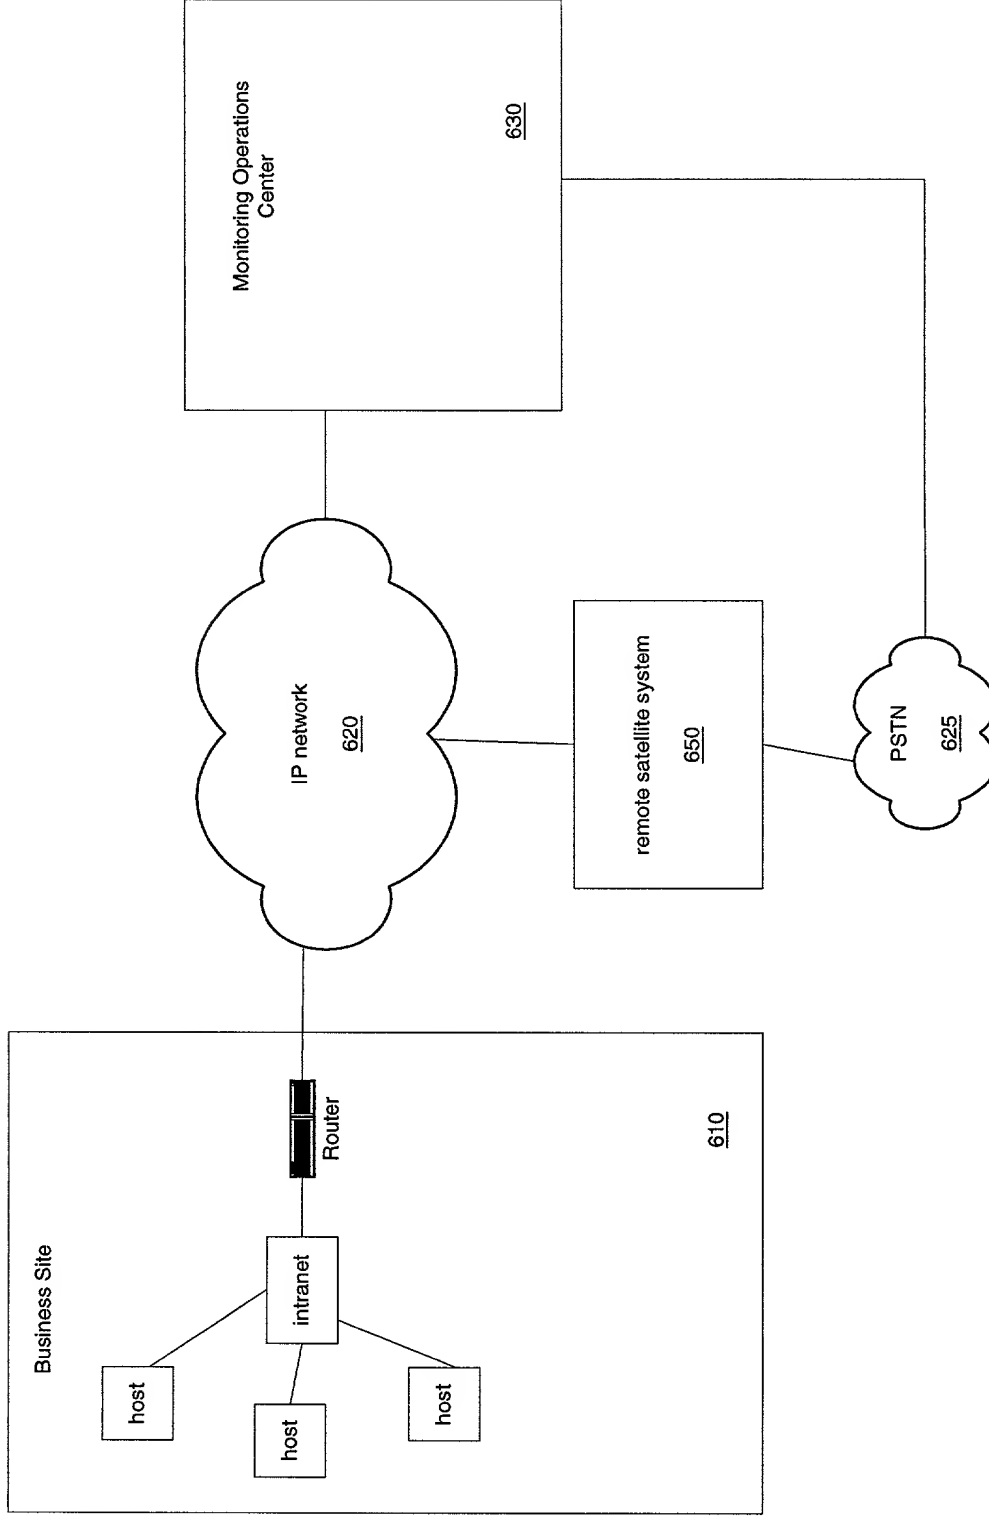 Business Site
host
host
host
intranet
Router
610
IP network
620
remote satellite system
650
PSTN
625
Monitoring Operations
Center
630